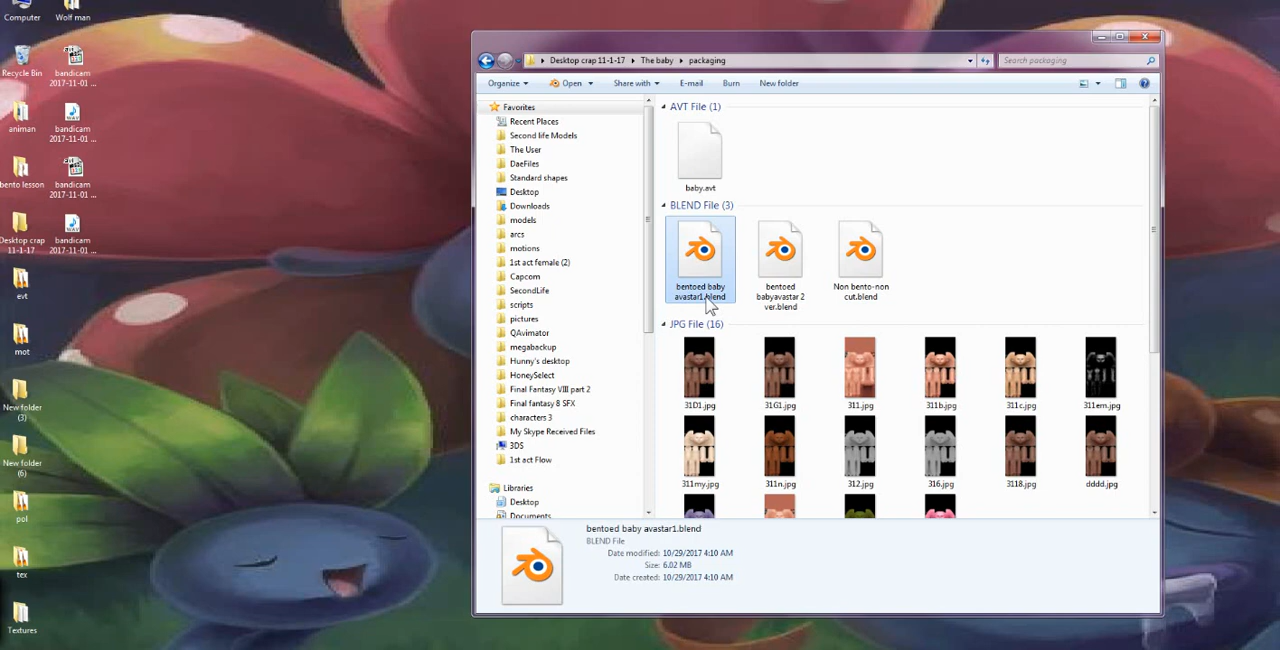 Computer
Wolf man
Recycle Bin
bandicam
2017-11-01 ...
animan
bandicam
2017-11-01 ...
bento lesson
bandicam
2017-11-01 ...
Desktop crap
11-1-17
bandicam
2017-11-01 ...
evt
mot
New folder
(3)
New folder
(6)
pol
tex
Textures
Desktop crap 11-1-17
The baby
packaging
Search packaging
Organize
Open
Share with
E-mail
Burn
New folder
Favorites
Recent Places
Second life Models
The User
DaeFiles
Standard shapes
Desktop
Downloads
models
arcs
motions
1st act female (2)
Capcom
SecondLife
scripts
pictures
QAvimator
megabackup
Hunny's desktop
HoneySelect
Final Fantasy VIII part 2
Final fantasy 8 SFX
characters 3
My Skype Received Files
3DS
1st act Flow
Libraries
Desktop
Documents
AVT File (1)
baby.avt
BLEND File (3)
bentoed baby
avastar1.blend
bentoed
babyavastar 2
ver.blend
Non bento-non
cut.blend
JPG File (16)
31D1.jpg
31G1.jpg
311.jpg
311b.jpg
311c.jpg
311em.jpg
311my.jpg
311n.jpg
312.jpg
316.jpg
3118.jpg
dddd.jpg
bentoed baby avastar1.blend
BLEND File
Date modified: 10/29/2017 4:10 AM
Size: 6.02 MB
Date created: 10/29/2017 4:10 AM